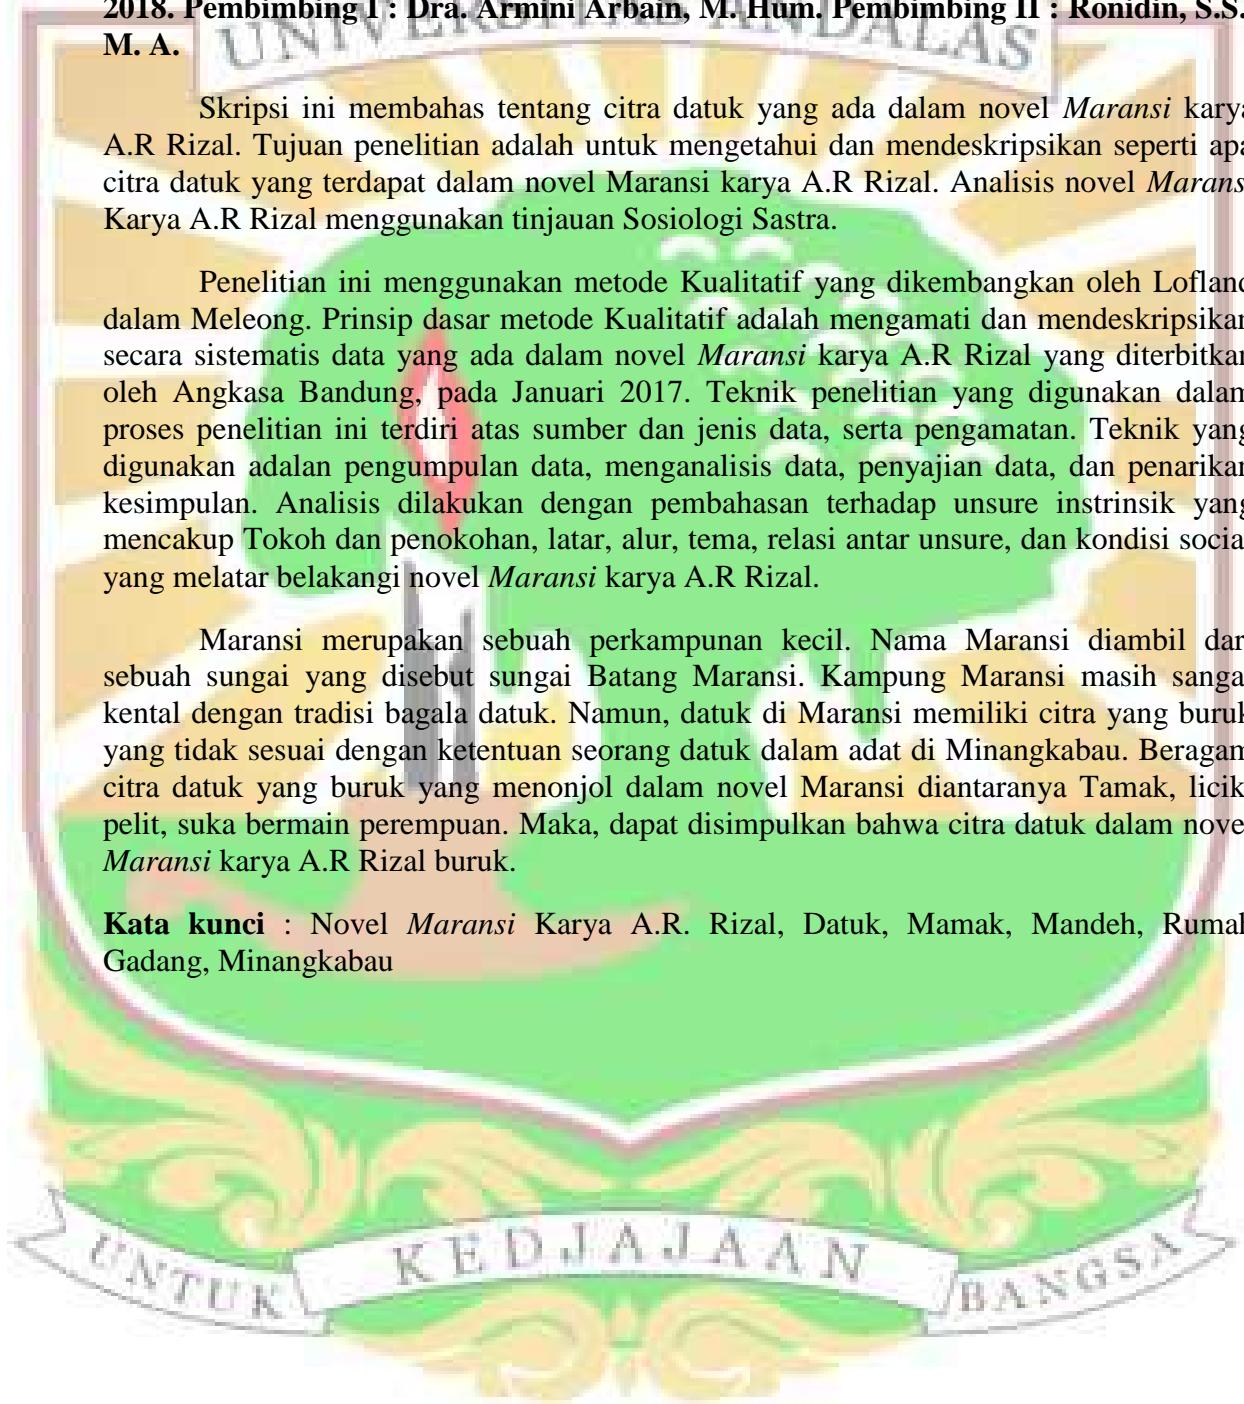 2018. Pembimbing I : Dra. Armini Arbain, M. Hum. Pembimbing II : Ronidin, S.S.
M. A.
UNIVERSITAS ANDALAS
Skripsi ini membahas tentang citra datuk yang ada dalam novel Maransi karya
A.R Rizal. Tujuan penelitian adalah untuk mengetahui dan mendeskripsikan seperti apa
citra datuk yang terdapat dalam novel Maransi karya A.R Rizal. Analisis novel Marans
Karya A.R Rizal menggunakan tinjauan Sosiologi Sastra.
Penelitian ini menggunakan metode Kualitatif yang dikembangkan oleh Lofland
dalam Meleong. Prinsip dasar metode Kualitatif adalah mengamati dan mendeskripsikan
secara sistematis data yang ada dalam novel Maransi karya A.R Rizal yang diterbitkan
oleh Angkasa Bandung, pada Januari 2017. Teknik penelitian yang digunakan dalam
proses penelitian ini terdiri atas sumber dan jenis data, serta pengamatan. Teknik yang
digunakan adalan pengumpulan data, menganalisis data, penyajian data, dan penarikan
kesimpulan. Analisis dilakukan dengan pembahasan terhadap unsure instrinsik yang
mencakup Tokoh dan penokohan, latar, alur, tema, relasi antar unsure, dan kondisi socia
yang melatar belakangi novel Maransi karya A.R Rizal.
Maransi merupakan sebuah perkampunan kecil. Nama Maransi diambil dar
sebuah sungai yang disebut sungai Batang Maransi. Kampung Maransi masih sanga
kental dengan tradisi bagala datuk. Namun, datuk di Maransi memiliki citra yang buruk
yang tidak sesuai dengan ketentuan seorang datuk dalam adat di Minangkabau. Beragam
citra datuk yang buruk yang menonjol dalam novel Maransi diantaranya Tamak, licik
pelit, suka bermain perempuan. Maka, dapat disimpulkan bahwa citra datuk dalam nove
Maransi karya A.R Rizal buruk.
Kata kunci : Novel Maransi Karya A.R. Rizal, Datuk, Mamak, Mandeh, Rumah
Gadang, Minangkabau
UNTUK KEDJAJAAN BANGSA